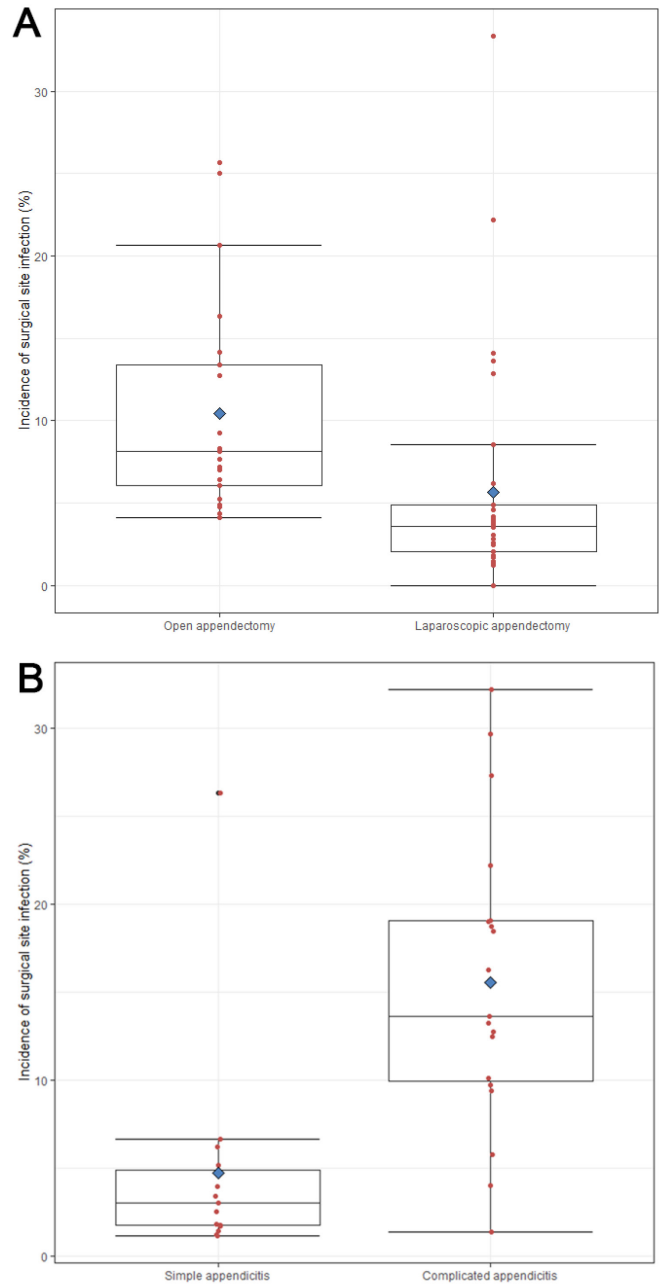 A
Incidence of surgical site infection (%)
30
20
10
0
Open appendectomy
Laparoscopic appendectomy
B
Incidence of surgical site infection (%)
30
20
10
0
Simple appendicitis
Complicated appendicitis